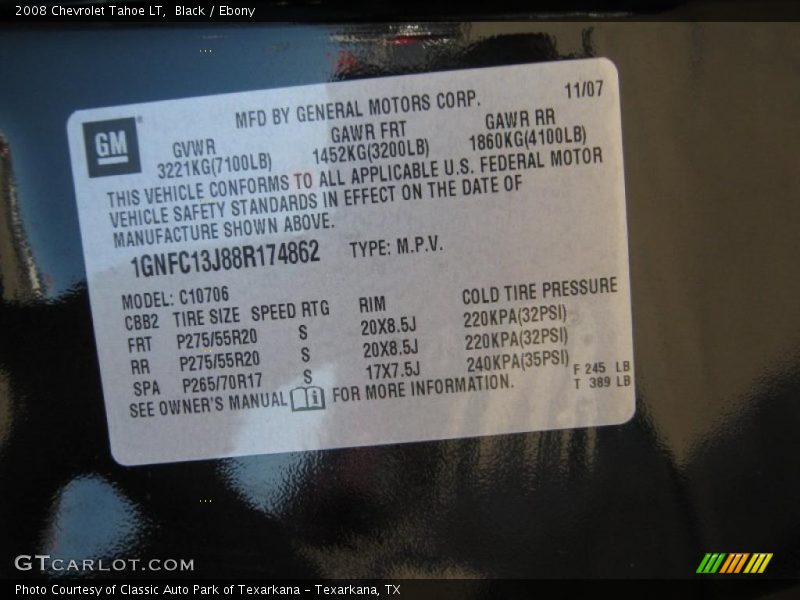 2008 Chevrolet Tahoe LT, Black / Ebony
GM
MFD BY GENERAL MOTORS CORP. 11/07
GVWR GAWR FRT GAWR RR
3221KG(7100LB) 1452KG(3200LB) 1860KG(4100LB)
THIS VEHICLE CONFORMS TO ALL APPLICABLE U.S. FEDERAL MOTOR
VEHICLE SAFETY STANDARDS IN EFFECT ON THE DATE OF
MANUFACTURE SHOWN ABOVE.
1GNFC13J88R174862 TYPE: M.P.V.
MODEL: C10706
CBB2 TIRE SIZE SPEED RTG RIM COLD TIRE PRESSURE
FRT P275/55R20 S 20X8.5J 220KPA(32PSI)
RR P275/55R20 S 20X8.5J 220KPA(32PSI)
SPA P265/70R17 S 17X7.5J 240KPA(35PSI)
F 245 LB
T 389 LB
SEE OWNER'S MANUAL FOR MORE INFORMATION.
GTCARLOT.COM
Photo Courtesy of Classic Auto Park of Texarkana - Texarkana, TX